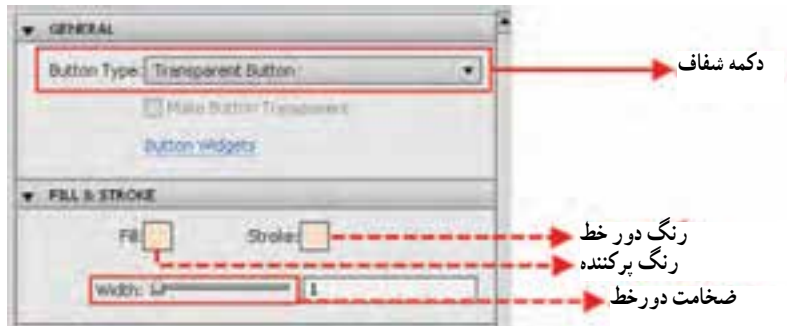 GENERAL
Button Type: Transparent Button
دکمه شفاف
Make Button Transparent
Button Widgets
FILL & STROKE
Fill: Stroke:
رنگ دور خط
رنگ پرکننده
Width: 1
ضخامت دورخط